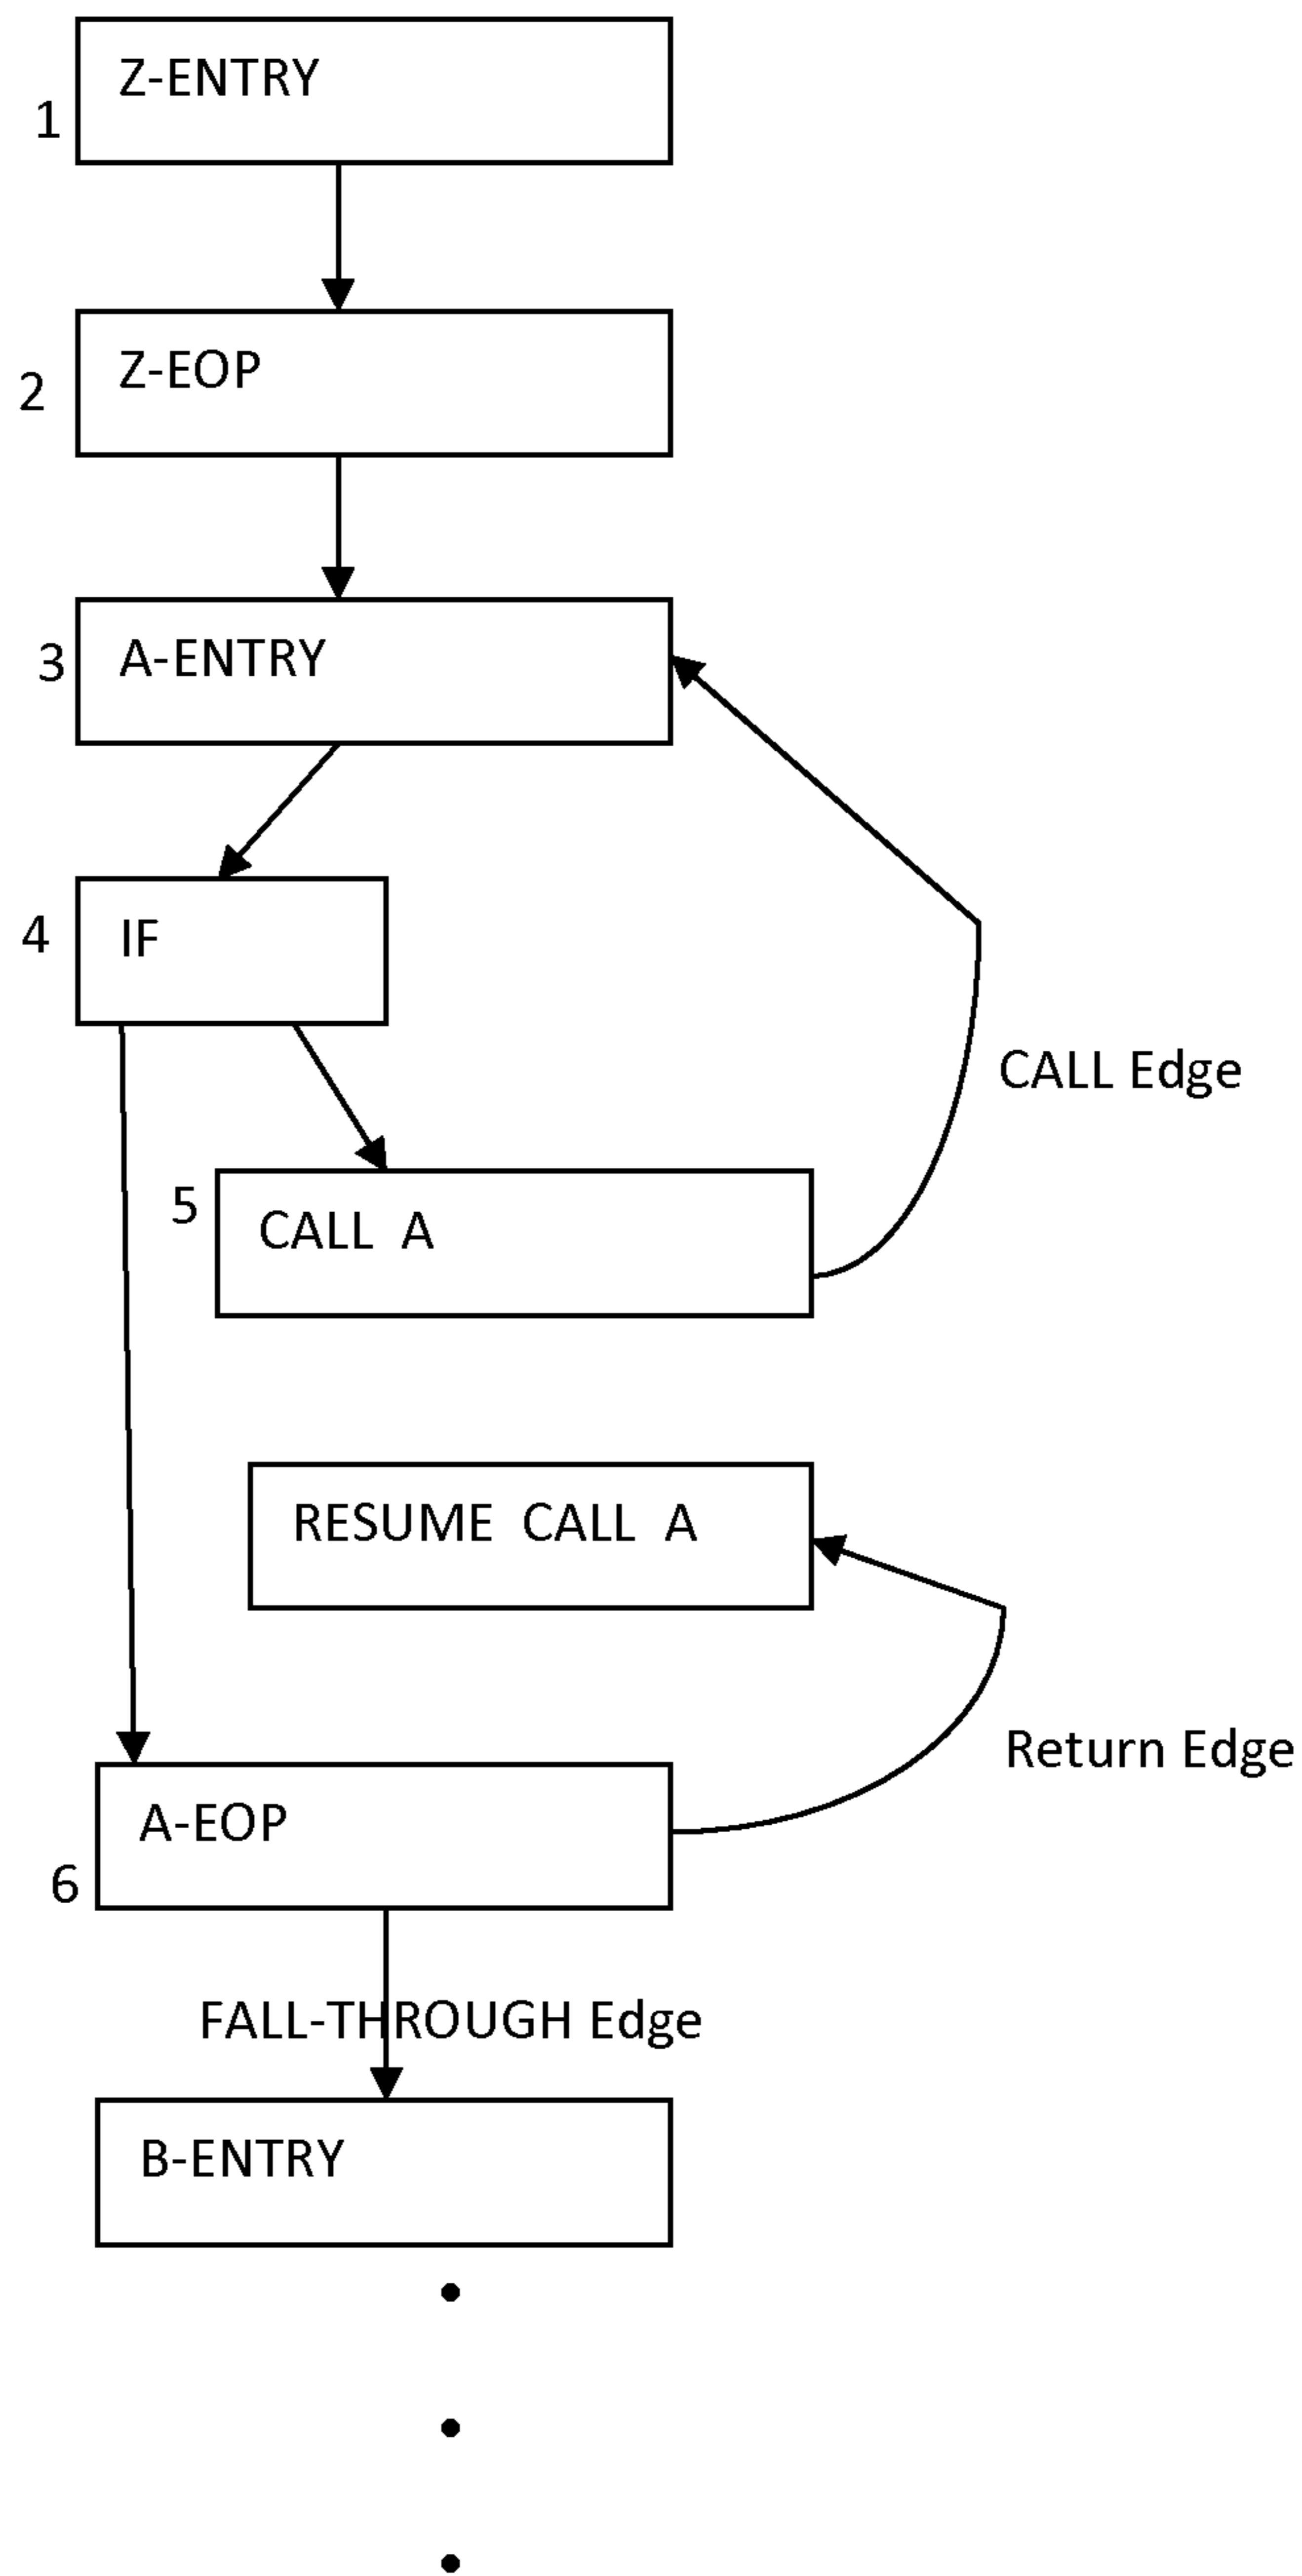 Z-ENTRY
1
Z-EOP
2
A-ENTRY
3
IF
4
CALL Edge
5
CALL A
RESUME CALL A
Return Edge
A-EOP
6
FALL-THROUGH Edge
B-ENTRY